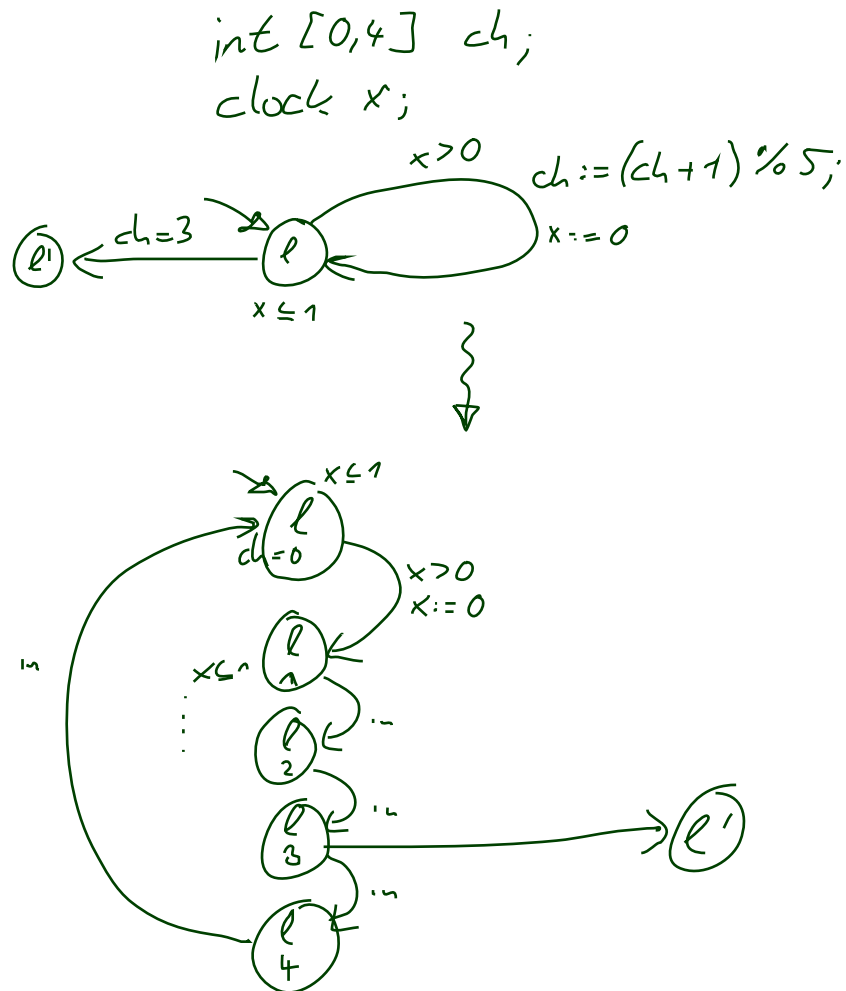 int [0,4] ch;
clock x;
x>0
ch := (ch+1) % 5;
x := 0
ch=3
l'
l
x ≤ 1
x ≤ 1
l
ch=0
x>0
x:=0
l
1
x ≤ 1
l
2
l
3
l'
l
4